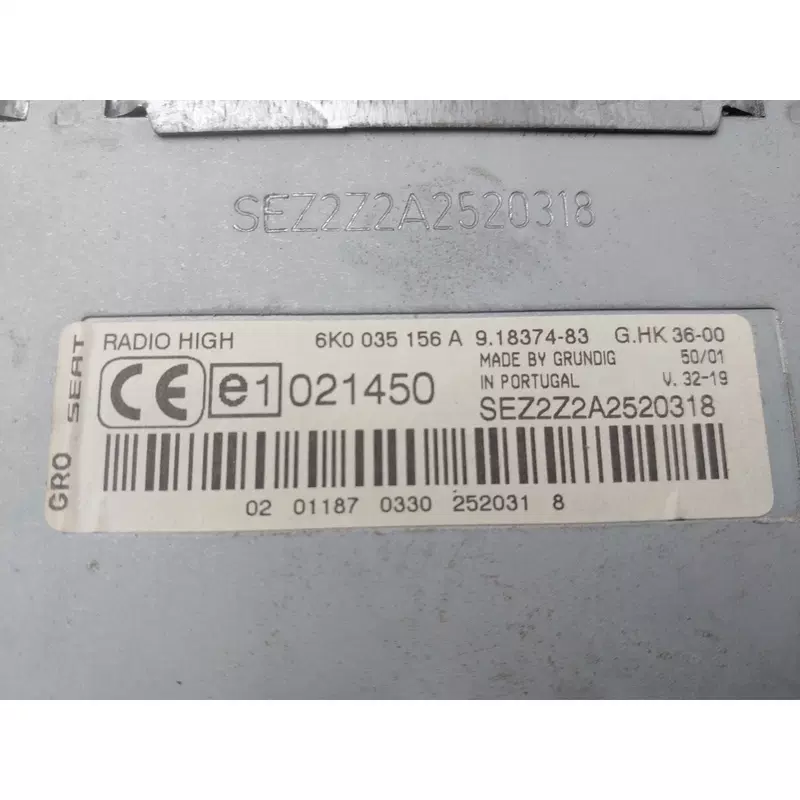 SEZ2Z2A2520318
GRO SEAT
RADIO HIGH 6K0 035 156 A 9.18374-83 G.HK 36-00
MADE BY GRUNDIG 50/01
IN PORTUGAL V. 32-19
CE e1 021450
SEZ2Z2A2520318
02 01187 0330 252031 8